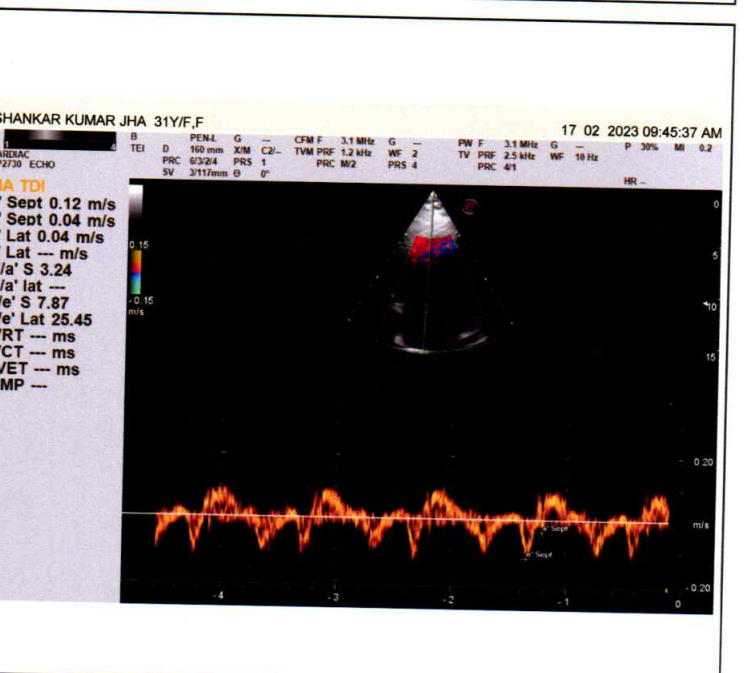 SHANKAR KUMAR JHA 31Y/F,F
17 02 2023 09:45:37 AM
B PEN-L G --- CFM F 3.1 MHz G --- PW F 3.1 MHz G --- P 30% MI 0.2
TEI D 160 mm X/M C2/-- TVM PRF 1.2 kHz WF 2 TV PRF 2.5 kHz WF 10 Hz
PRC 6/3/2/4 PRS 1 PRC M/2 PRS 4 PRC 4/1
SV 3/117mm Θ 0°
HR --
1 4
ARDIAC
P2730 ECHO
TDI
' Sept 0.12 m/s
' Sept 0.04 m/s
' Lat 0.04 m/s
' Lat --- m/s
/a' S 3.24
/a' lat ---
/e' S 7.87
/e' Lat 25.45
RT --- ms
CT --- ms
VET --- ms
MP ---
0.15
-0.15
m/s
0
5
10
15
0.20
m/s
-0.20
a' Sept
e' Sept
-4
-3
-2
-1
0